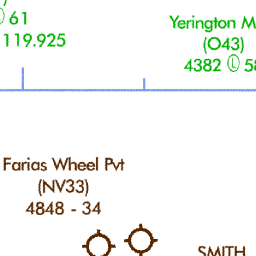 61
119.925
Yerington M
(O43)
4382 Ⓛ 58
Farias Wheel Pvt
(NV33)
4848 - 34
SMITH